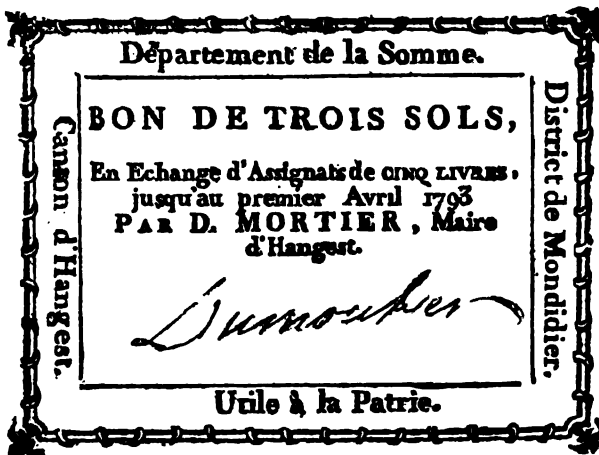 Département de la Somme.
Canton d'Hangest.
BON DE TROIS SOLS,
En Echange d'Assignats de CINQ LIVRES,
jusqu'au premier Avril 1793
PAR D. MORTIER, Maire
d'Hangest.
District de Mondidier.
Utile à la Patrie.